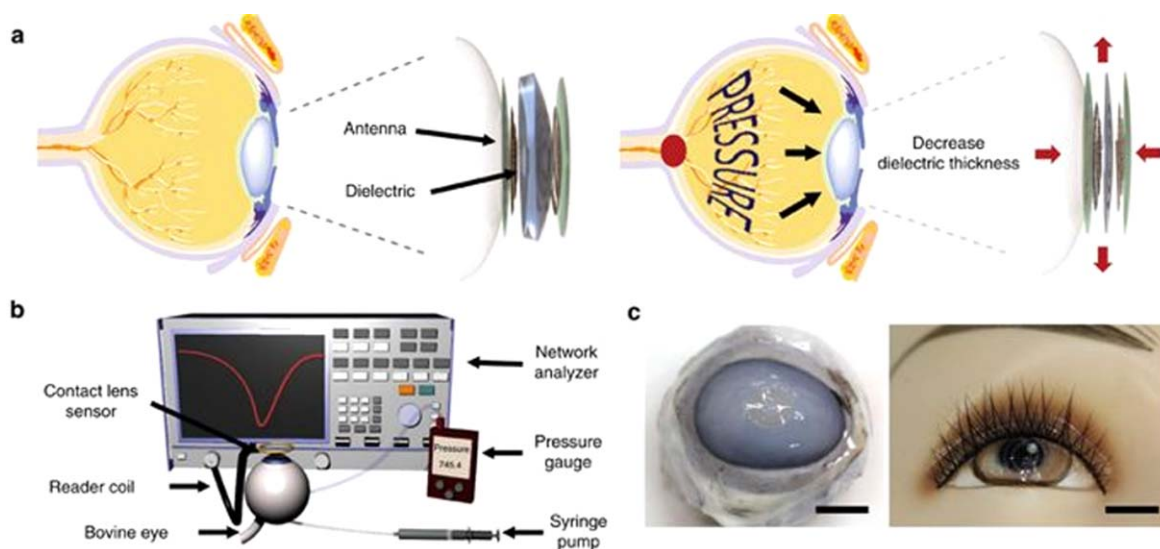 a
Antenna
Dielectric
PRESSURE
Decrease
dielectric thickness
b
Contact lens
sensor
Reader coil
Bovine eye
Network
analyzer
Pressure
745.4
Pressure
gauge
Syringe
pump
c